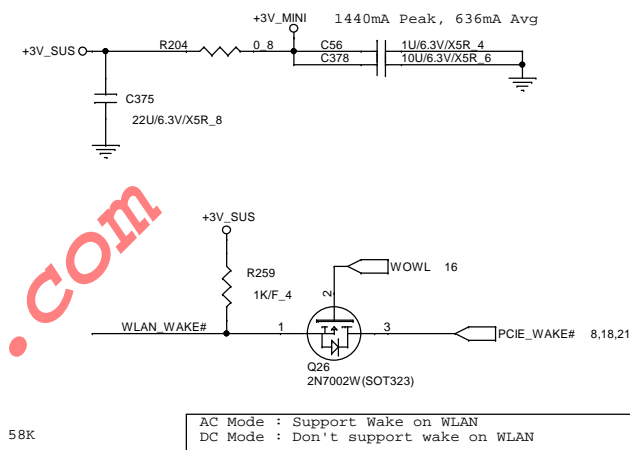 +3V_MINI 1440mA Peak, 636mA Avg
+3V_SUS R204 0_8 C56 1U/6.3V/X5R_4
C378 10U/6.3V/X5R_6
C375
22U/6.3V/X5R_8
.com
+3V_SUS
R259
1K/F_4
WOWL 16
2
WLAN_WAKE# 1 3 PCIE_WAKE# 8,18,21
Q26
2N7002W(SOT323)
58K
AC Mode : Support Wake on WLAN
DC Mode : Don't support wake on WLAN